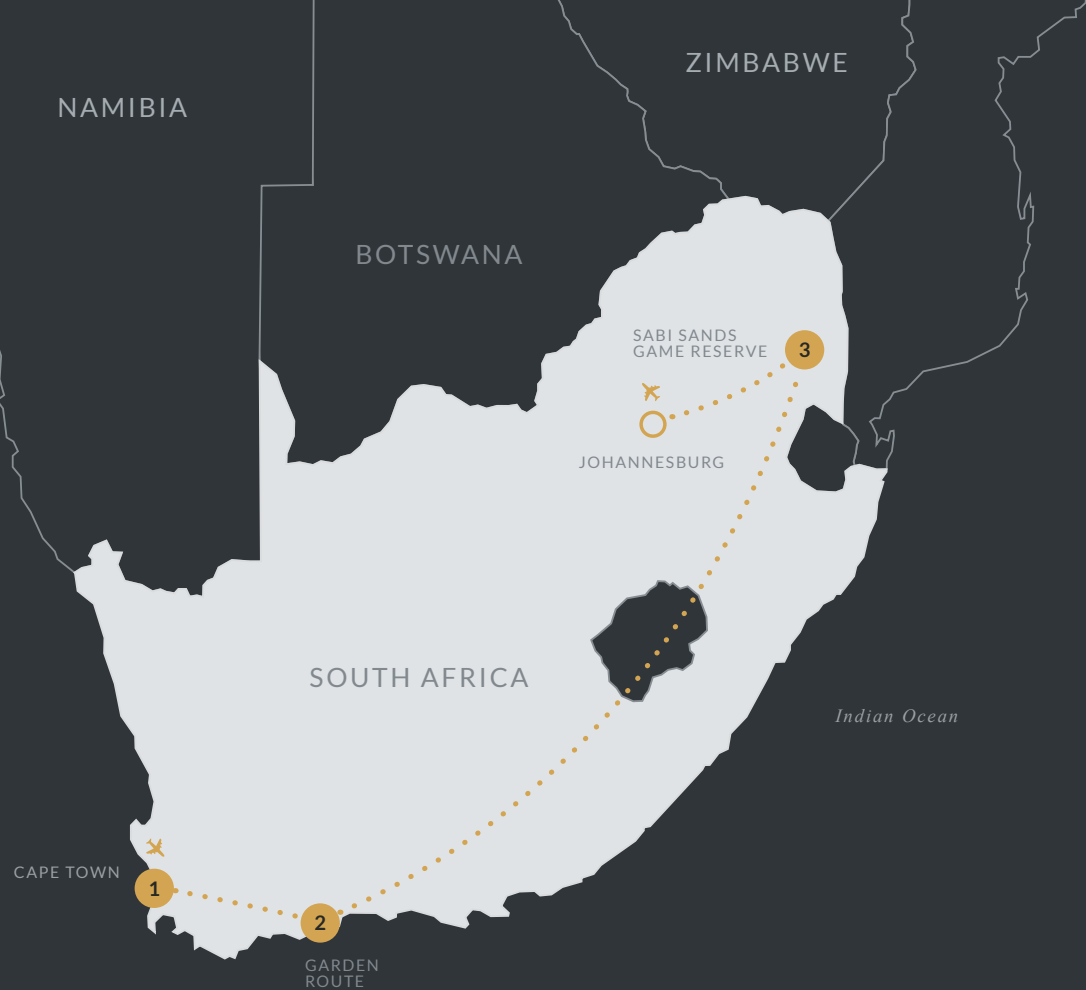 ZIMBABWE
NAMIBIA
BOTSWANA
SABI SANDS
GAME RESERVE
3
JOHANNESBURG
SOUTH AFRICA
Indian Ocean
CAPE TOWN
1
2
GARDEN
ROUTE